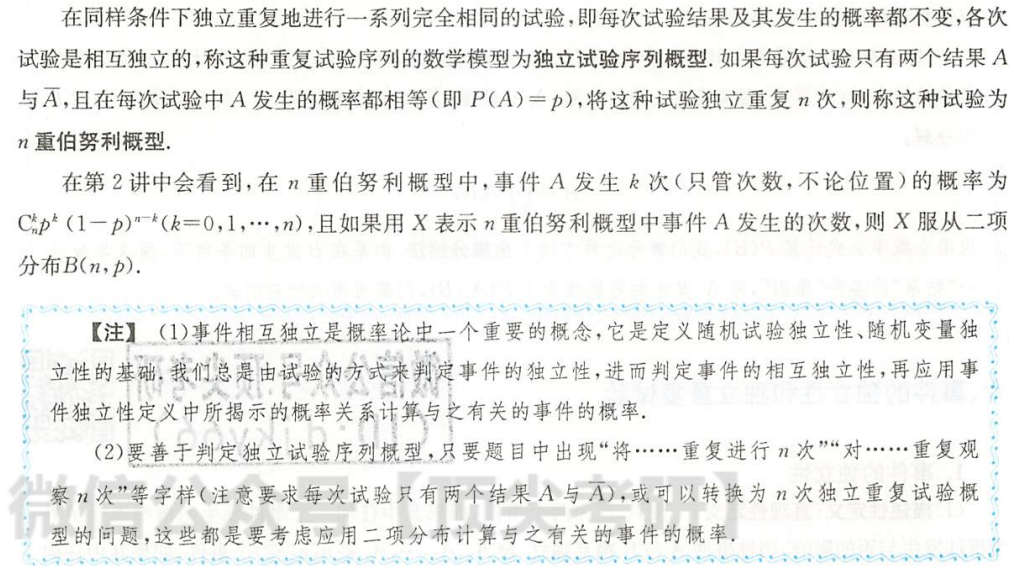 在同样条件下独立重复地进行一系列完全相同的试验,即每次试验结果及其发生的概率都不变,各次
试验是相互独立的,称这种重复试验序列的数学模型为独立试验序列概型.如果每次试验只有两个结果 A
与A̅,且在每次试验中 A 发生的概率都相等(即 P(A)=p),将这种试验独立重复 n 次,则称这种试验为
n 重伯努利概型.
在第 2 讲中会看到,在 n 重伯努利概型中,事件 A 发生 k 次(只管次数,不论位置)的概率为
Cₙᵏpᵏ(1-p)ⁿ⁻ᵏ(k=0,1,…,n),且如果用 X 表示 n 重伯努利概型中事件 A 发生的次数,则 X 服从二项
分布B(n,p).
【注】 (1)事件相互独立是概率论中一个重要的概念,它是定义随机试验独立性、随机变量独
立性的基础,我们总是由试验的方式来判定事件的独立性,进而判定事件的相互独立性,再应用事
件独立性定义中所揭示的概率关系计算与之有关的事件的概率.
(2)要善于判定独立试验序列概型,只要题目中出现“将……重复进行 n 次”“对……重复观
察 n 次”等字样(注意要求每次试验只有两个结果 A 与 A̅),或可以转换为 n 次独立重复试验概
型的问题,这些都是要考虑应用二项分布计算与之有关的事件的概率.
微信公众号【顶尖考研】